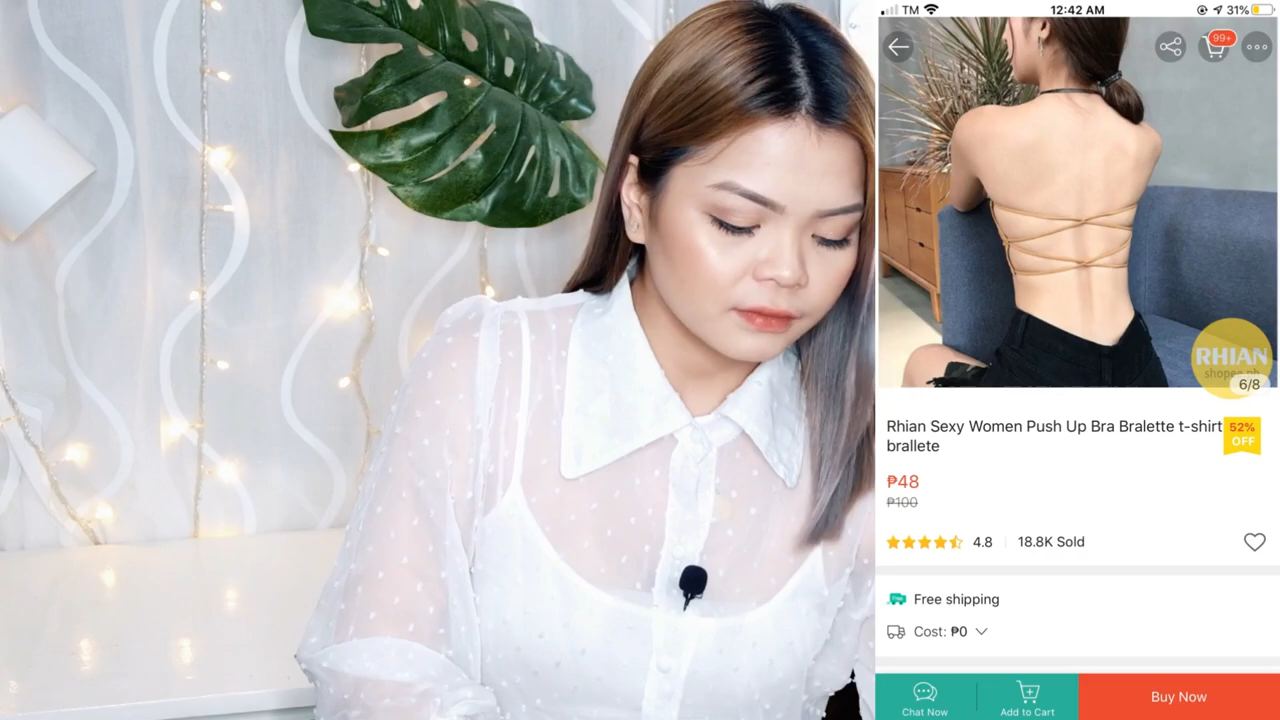 TM
12:42 AM
31%
99+
RHIAN
shopee.ph
6/8
Rhian Sexy Women Push Up Bra Bralette t-shirt
brallete
52%
OFF
₱48
₱100
4.8
18.8K Sold
Free shipping
Cost: ₱0
Chat Now
Add to Cart
Buy Now